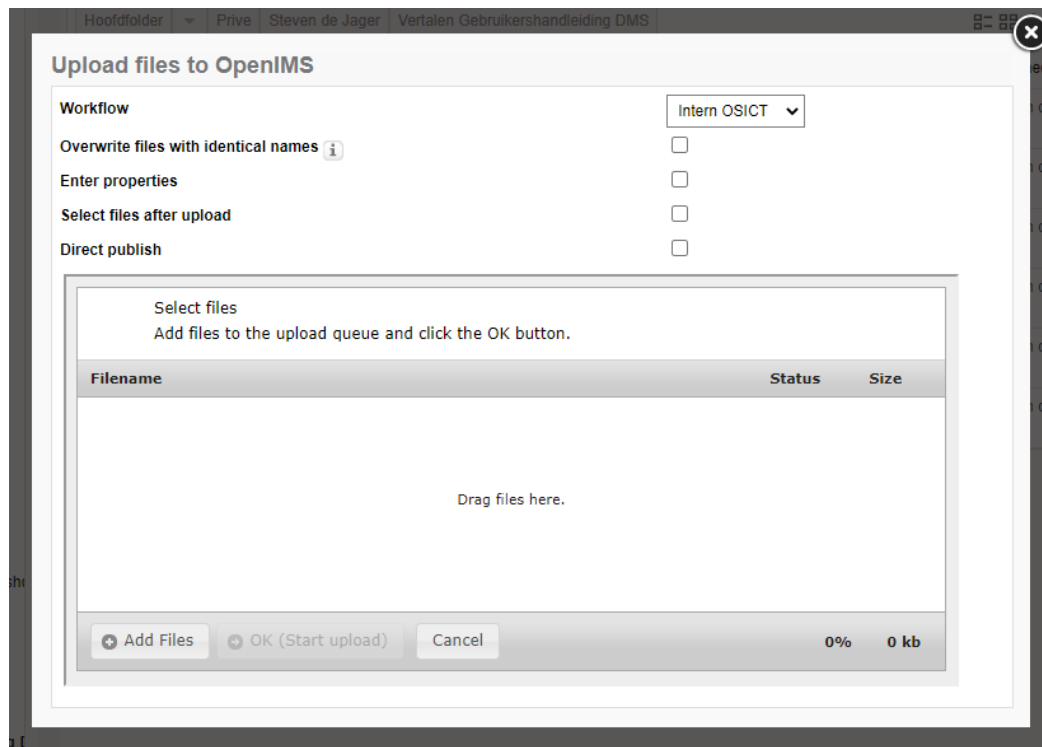 Hoofdfolder Prive Steven de Jager Vertalen Gebruikershandleiding DMS
Upload files to OpenIMS
Workflow Intern OSICT
Overwrite files with identical names i
Enter properties
Select files after upload
Direct publish
Select files
Add files to the upload queue and click the OK button.
Filename Status Size
Drag files here.
Add Files OK (Start upload) Cancel 0% 0 kb